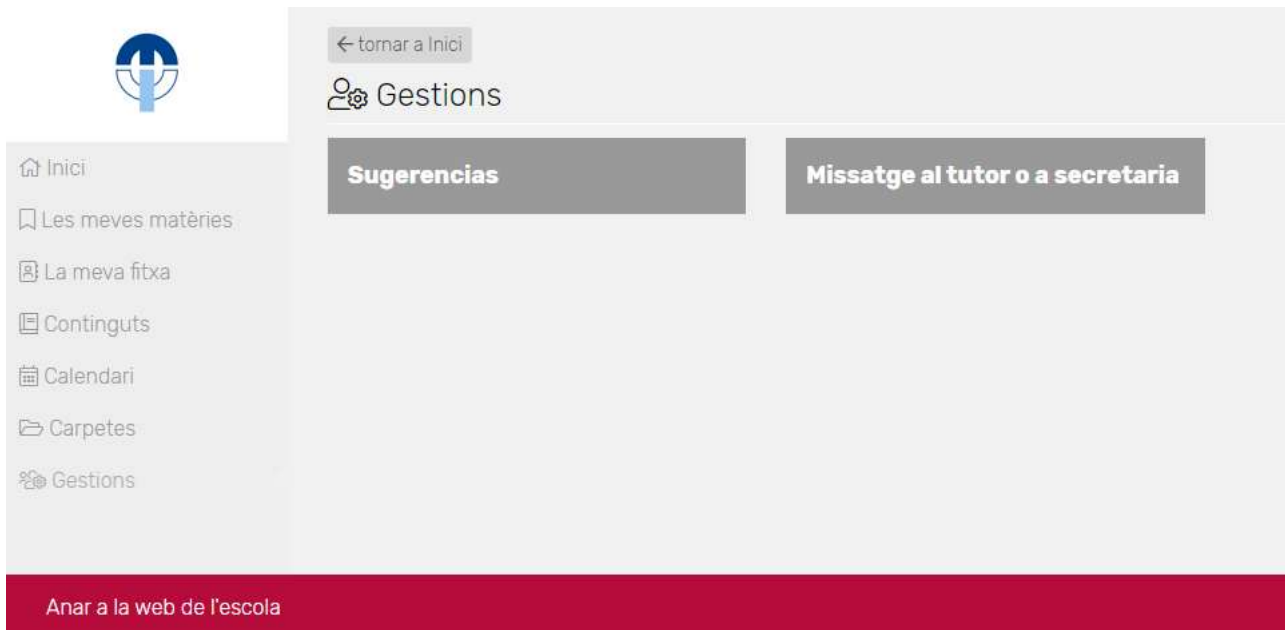 ← tornar a Inici
Gestions
Inici
Les meves matèries
La meva fitxa
Continguts
Calendari
Carpetes
Gestions
Sugerencias
Missatge al tutor o a secretaria
Anar a la web de l'escola